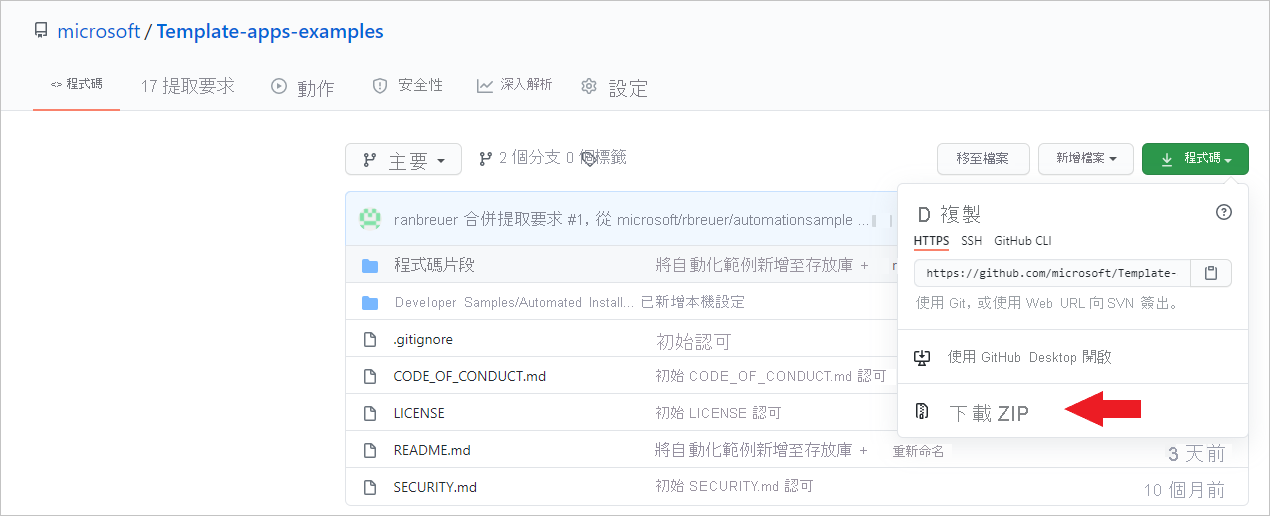 microsoft / Template-apps-examples
<> 程式碼 17 提取要求 動作 安全性 深入解析 設定
主要 2 個分支 0 個標籤 移至檔案 新增檔案 程式碼
ranbreuer 合併提取要求 #1, 從 microsoft/rbreuer/automationsample ...
程式碼片段 將自動化範例新增至存放庫 +
Developer Samples/Automated Install... 已新增本機設定
.gitignore 初始認可
CODE_OF_CONDUCT.md 初始 CODE_OF_CONDUCT.md 認可
LICENSE 初始 LICENSE 認可
README.md 將自動化範例新增至存放庫 + 重新命名 3 天前
SECURITY.md 初始 SECURITY.md 認可 10 個月前
D 複製
HTTPS SSH GitHub CLI
https://github.com/microsoft/Template-
使用 Git, 或使用 Web URL 向 SVN 簽出。
使用 GitHub Desktop 開啟
下載 ZIP